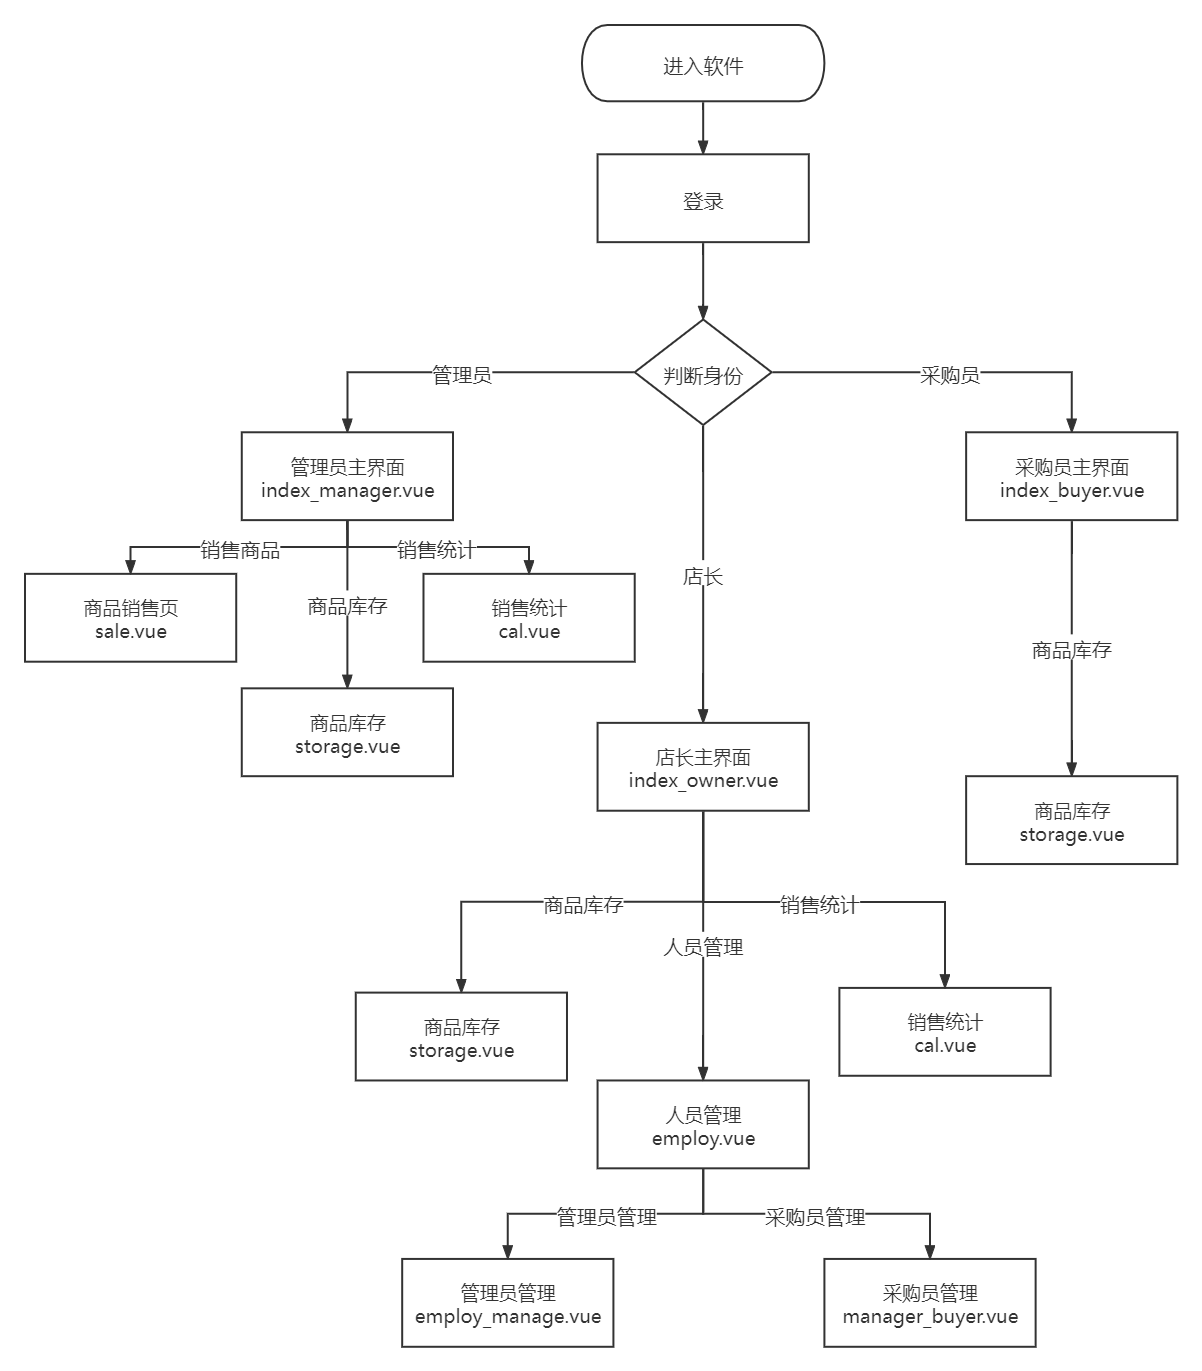 进入软件
登录
判断身份
管理员
采购员
管理员主界面
index_manager.vue
采购员主界面
index_buyer.vue
销售商品
销售统计
店长
商品销售页
sale.vue
商品库存
销售统计
cal.vue
商品库存
商品库存
storage.vue
店长主界面
index_owner.vue
商品库存
storage.vue
商品库存
销售统计
人员管理
商品库存
storage.vue
销售统计
cal.vue
人员管理
employ.vue
管理员管理
采购员管理
管理员管理
employ_manage.vue
采购员管理
manager_buyer.vue